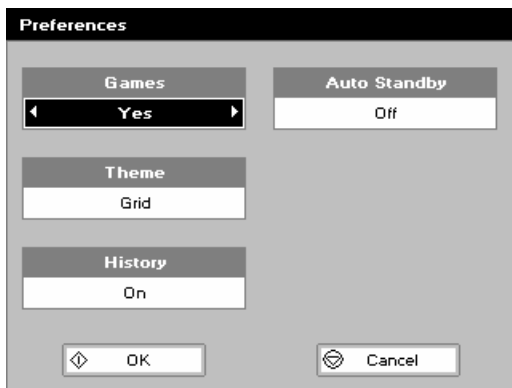 Preferences
Games
Yes
Auto Standby
Off
Theme
Grid
History
On
OK
Cancel